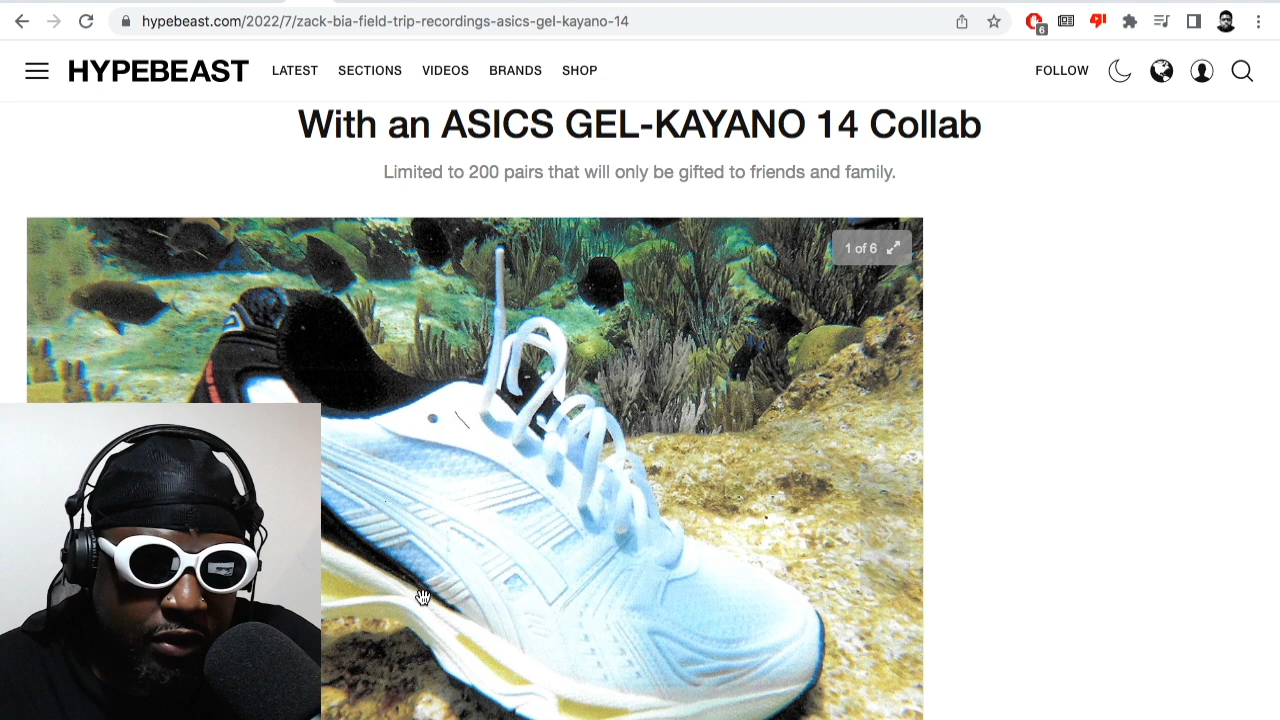 hypebeast.com/2022/7/zack-bia-field-trip-recordings-asics-gel-kayano-14
6
HYPEBEAST LATEST SECTIONS VIDEOS BRANDS SHOP FOLLOW
With an ASICS GEL-KAYANO 14 Collab
Limited to 200 pairs that will only be gifted to friends and family.
1 of 6